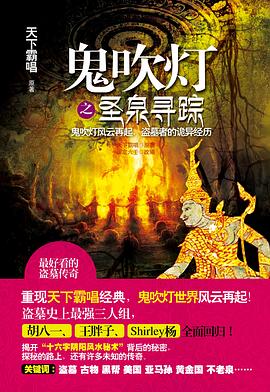 天下霸唱
原著
鬼吹灯
之
圣泉寻踪
鬼吹灯风云再起，盗墓者的诡异经历
最好看的
盗墓传奇
重现天下霸唱经典，鬼吹灯世界风云再起！
盗墓史上最强三人组，
胡八一、王胖子、Shirley杨 全面回归！
揭开“十六字阴阳风水秘术”背后的秘密，
探秘的路上，还有许多未知的传奇。
关键词：盗墓 古物 黑帮 美国 亚马孙 黄金国 不老泉……